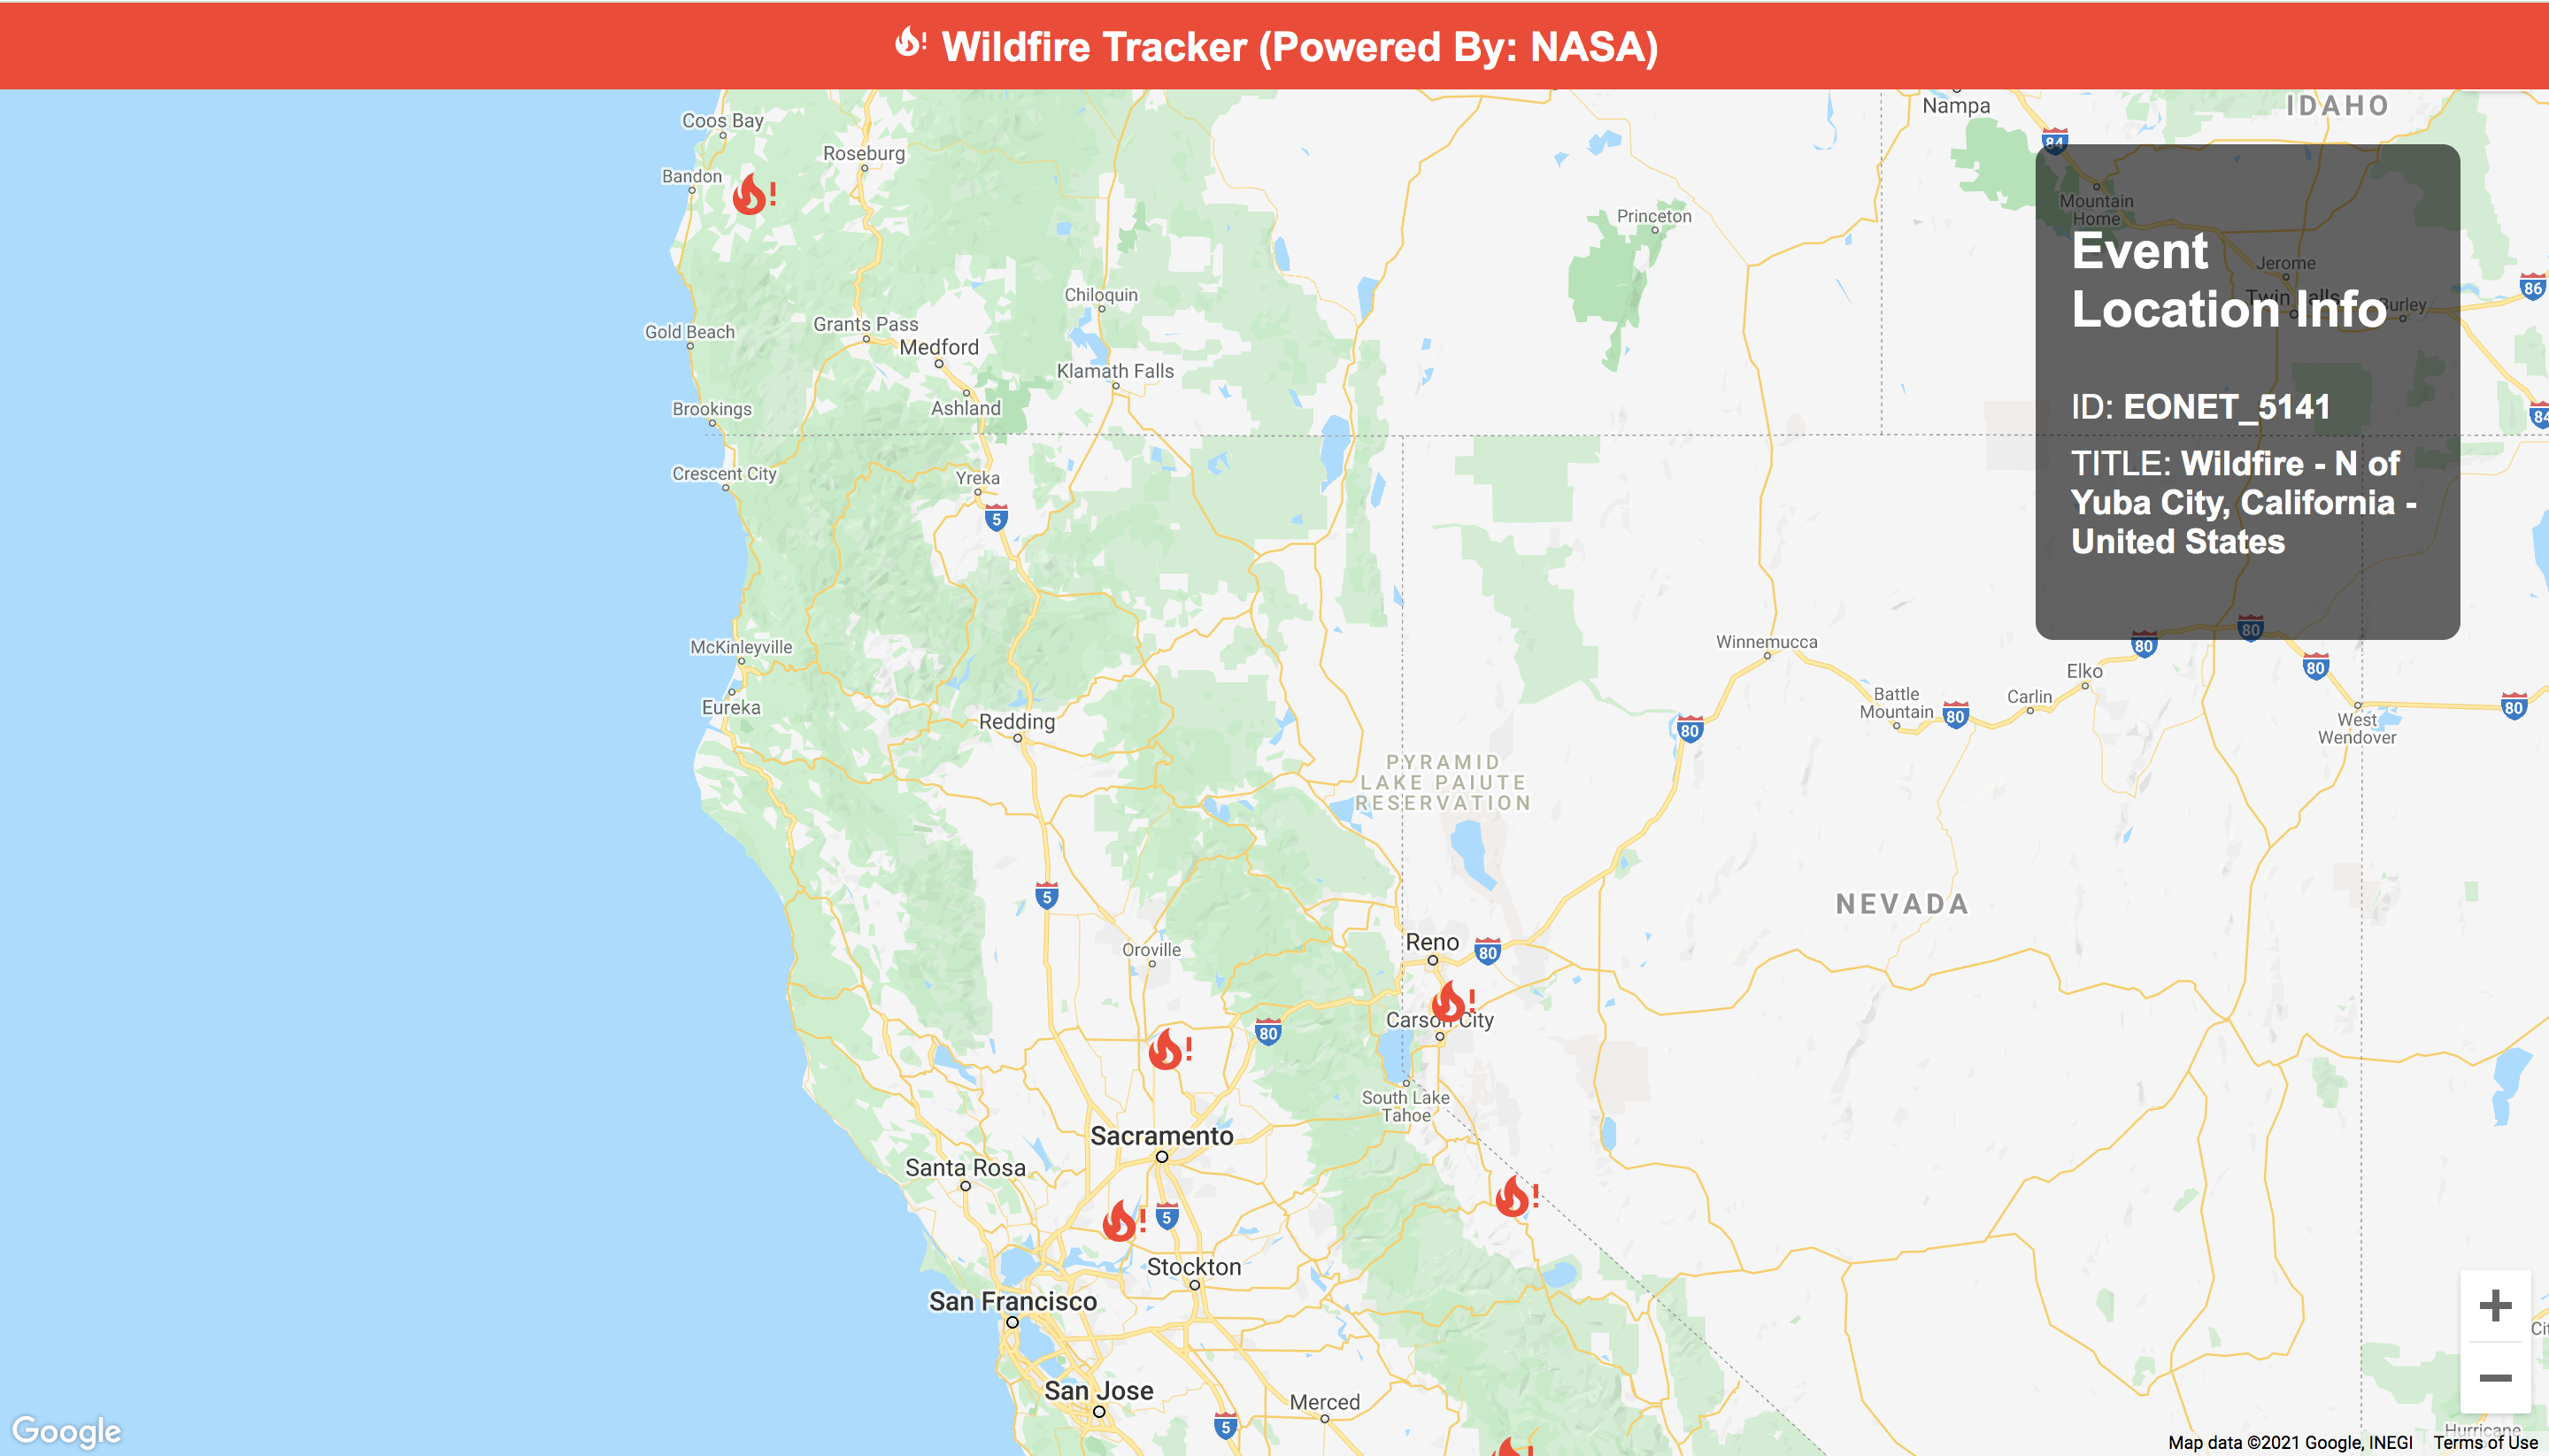 Wildfire Tracker (Powered By: NASA)
Nampa
IDAHO
Coos Bay
84
Roseburg
Bandon
Mountain
Home
Princeton
Event
Location Info
Jerome
86
Chiloquin
Burley
Gold Beach
Grants Pass
Medford
Klamath Falls
Brookings
Ashland
ID: EONET_5141
84
TITLE: Wildfire - N of
Yuba City, California -
United States
Crescent City
Yreka
5
McKinleyville
Winnemucca
80
80
80
Elko
Eureka
Battle
Mountain
80
Carlin
80
West
Wendover
Redding
80
PYRAMID
LAKE PAIUTE
RESERVATION
5
NEVADA
Oroville
Reno
80
Carson City
80
South Lake
Tahoe
Sacramento
Santa Rosa
5
Stockton
San Francisco
San Jose
Merced
5
Google
Hurricane
Map data ©2021 Google, INEGI
Terms of Use